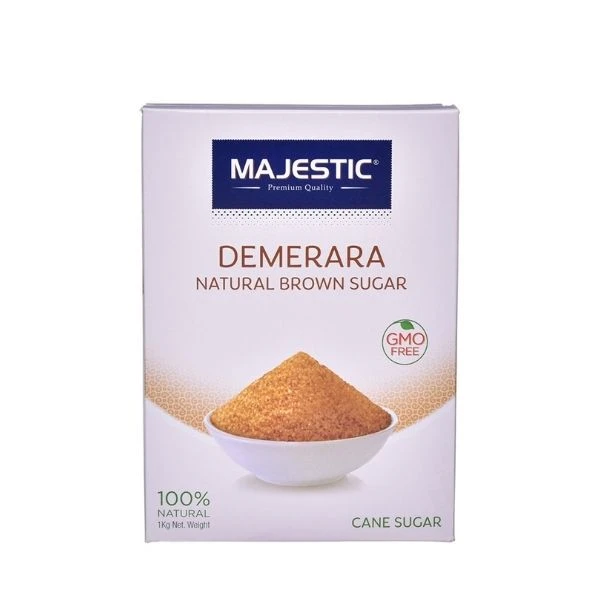 MAJESTIC®
Premium Quality
DEMERARA
NATURAL BROWN SUGAR
GMO
FREE
100%
NATURAL
1Kg Net. Weight
CANE SUGAR